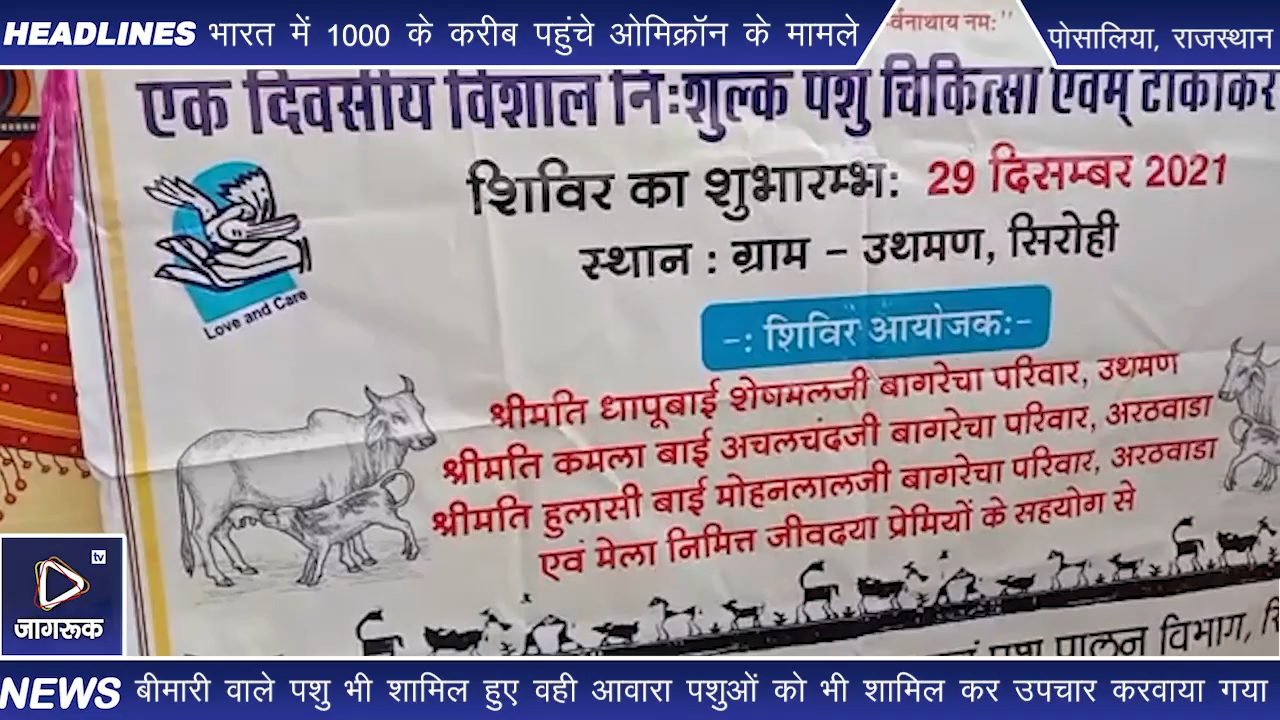 HEADLINES भारत में 1000 के करीब पहुंचे ओमिक्रॉन के मामले
नमः"
पोसालिया, राजस्थान
एक दिवसीय विशाल निःशुल्क पशु चिकित्सा एवम् टीकाकर
शिविर का शुभारम्भः 29 दिसम्बर 2021
स्थान : ग्राम - उथमण, सिरोही
Love and Care
-: शिविर आयोजकः-
श्रीमति धापूबाई शेषमलजी बागरेचा परिवार, उथमण
श्रीमति कमला बाई अचलचंदजी बागरेचा परिवार, अरठवाडा
श्रीमति हुलासी बाई मोहनलालजी बागरेचा परिवार, अरठवाडा
एवं मेला निमित्त जीवदया प्रेमियों के सहयोग से
पशु पालन विभाग,
tv
जागरूक
NEWS बीमारी वाले पशु भी शामिल हुए वही आवारा पशुओं को भी शामिल कर उपचार करवाया गया